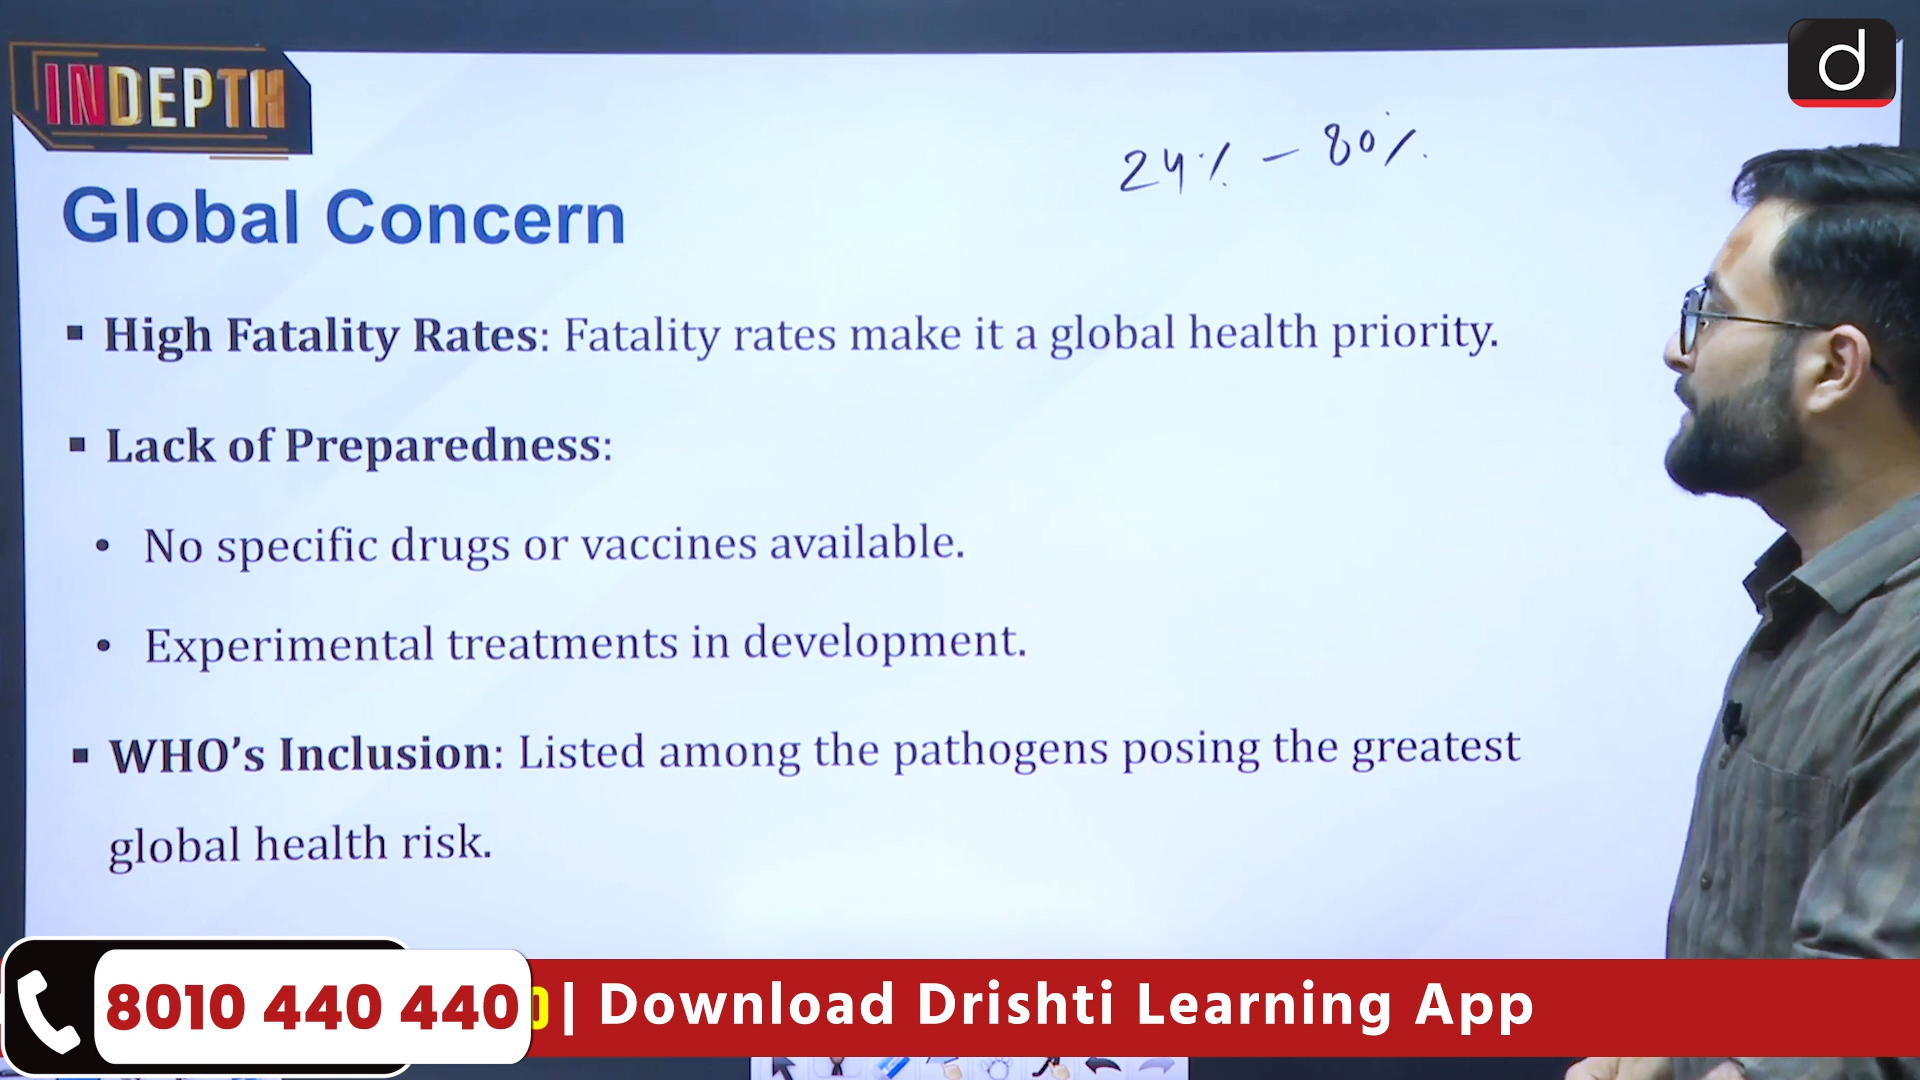 INDEPTH
d
24% – 80%
Global Concern
▪ High Fatality Rates: Fatality rates make it a global health priority.
▪ Lack of Preparedness:
• No specific drugs or vaccines available.
• Experimental treatments in development.
▪ WHO’s Inclusion: Listed among the pathogens posing the greatest
global health risk.
8010 440 440 0 | Download Drishti Learning App